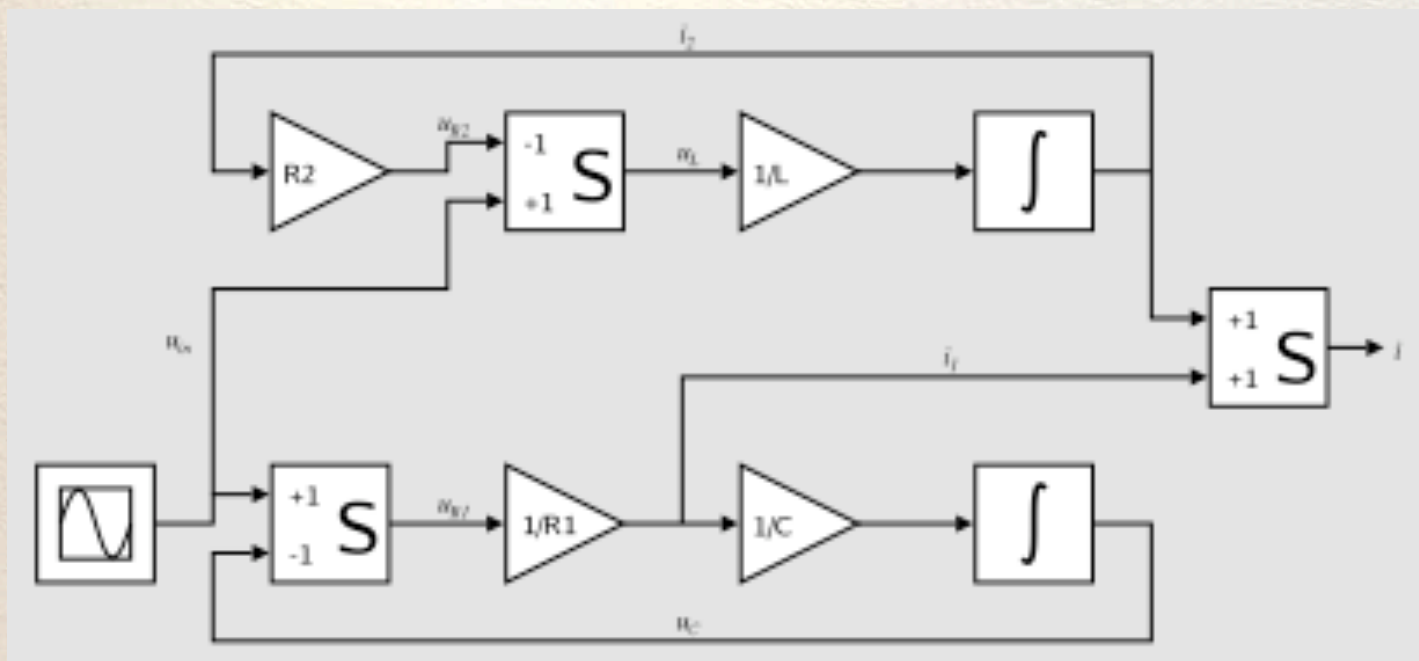 i2
R2
uR2
-1
+1
S
uL
1/L
∫
uin
+1
+1
S
i
i1
+1
-1
S
uR1
1/R1
1/C
∫
uC